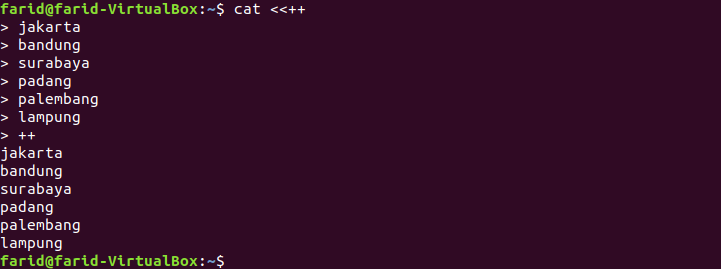 farid@farid-VirtualBox:~$ cat <<++
> jakarta
> bandung
> surabaya
> padang
> palembang
> lampung
> ++
jakarta
bandung
surabaya
padang
palembang
lampung
farid@farid-VirtualBox:~$